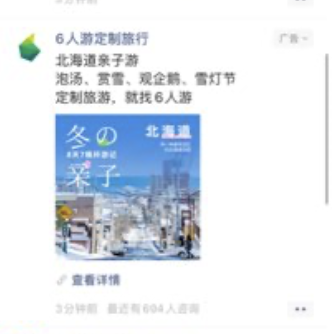 6人游定制旅行
广告
北海道亲子游
泡汤、赏雪、观企鹅、雪灯节
定制旅游，就找6人游
冬の
北海道
亲子
查看详情
3分钟前 最近有604人咨询